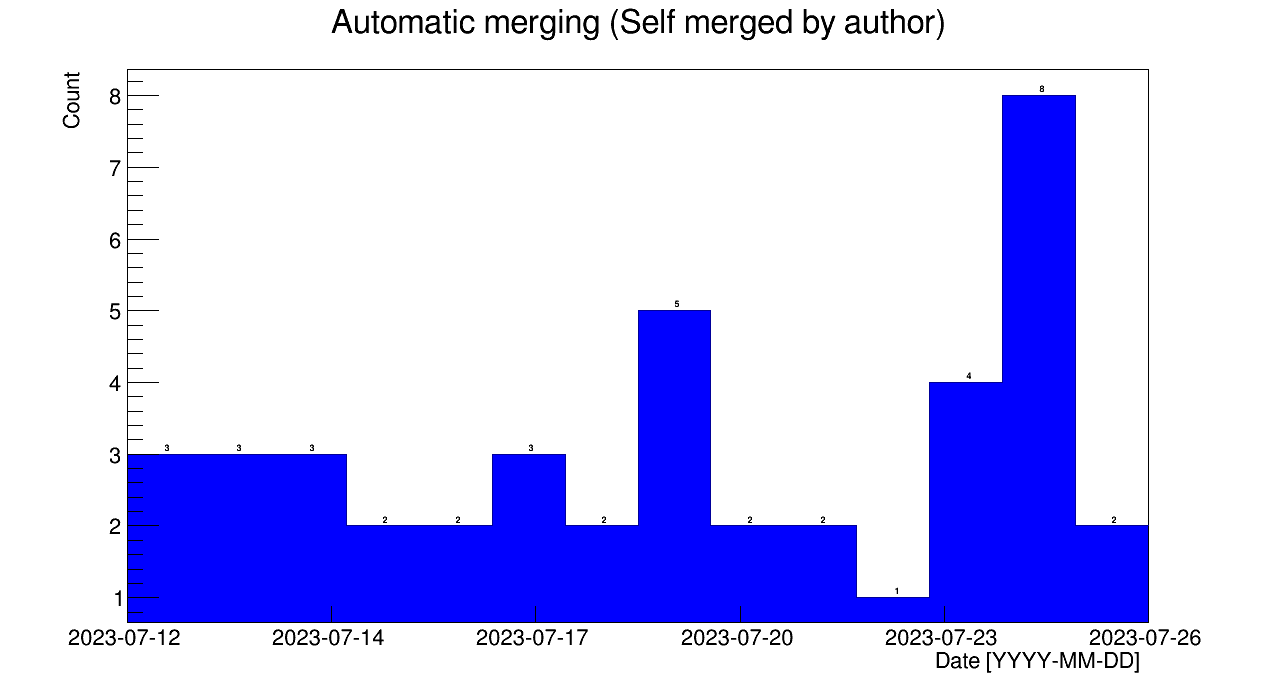 Automatic merging (Self merged by author)
Count
8
7
6
5
4
3
2
1
3 3 3 2 2 3 2 5 2 2 1 4 8 2
2023-07-12 2023-07-14 2023-07-17 2023-07-20 2023-07-23 2023-07-26
Date [YYYY-MM-DD]